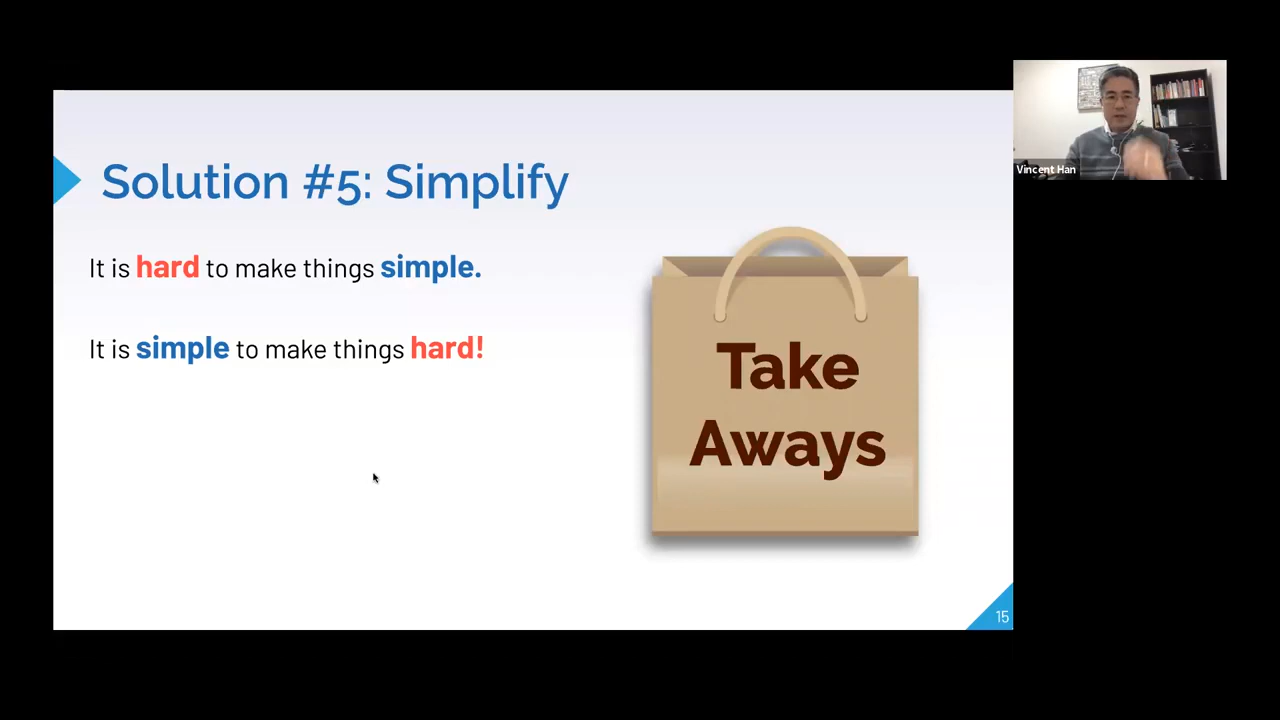 Solution #5: Simplify
It is hard to make things simple.
It is simple to make things hard!
Take
Aways
15
Vincent Han